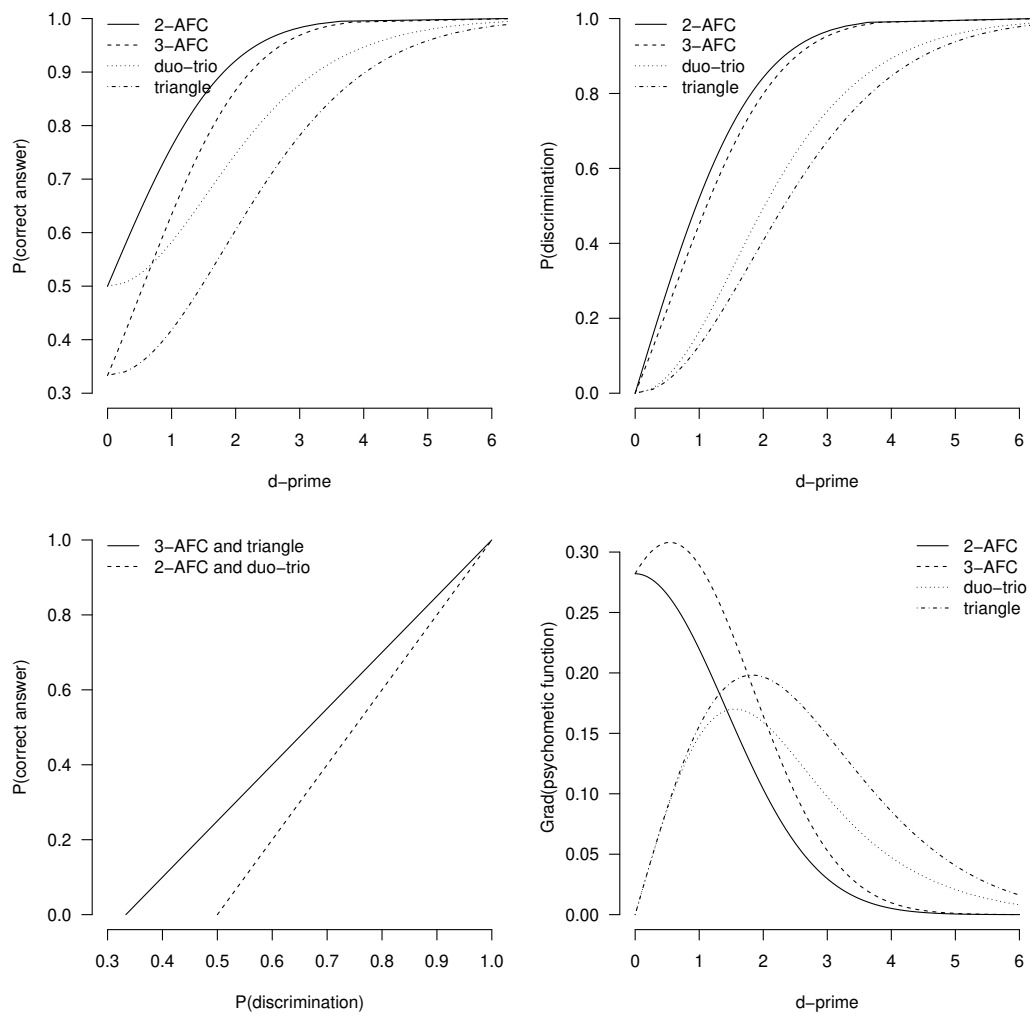 1.0
0.9
0.8
0.7
0.6
0.5
0.4
0.3
P(correct answer)
2−AFC
3−AFC
duo−trio
triangle
0 1 2 3 4 5 6
d−prime
1.0
0.8
0.6
0.4
0.2
0.0
P(discrimination)
2−AFC
3−AFC
duo−trio
triangle
0 1 2 3 4 5 6
d−prime
1.0
0.8
0.6
0.4
0.2
0.0
P(correct answer)
3−AFC and triangle
2−AFC and duo−trio
0.3 0.4 0.5 0.6 0.7 0.8 0.9 1.0
P(discrimination)
0.30
0.25
0.20
0.15
0.10
0.05
0.00
Grad(psychometic function)
2−AFC
3−AFC
duo−trio
triangle
0 1 2 3 4 5 6
d−prime